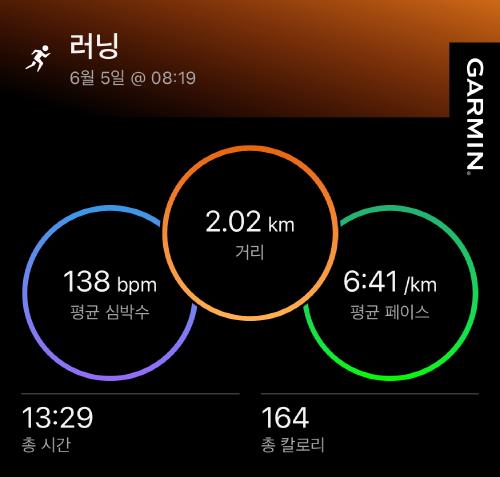 러닝
6월 5일 @ 08:19
GARMIN
2.02 km
거리
138 bpm
평균 심박수
6:41 /km
평균 페이스
13:29
총 시간
164
총 칼로리